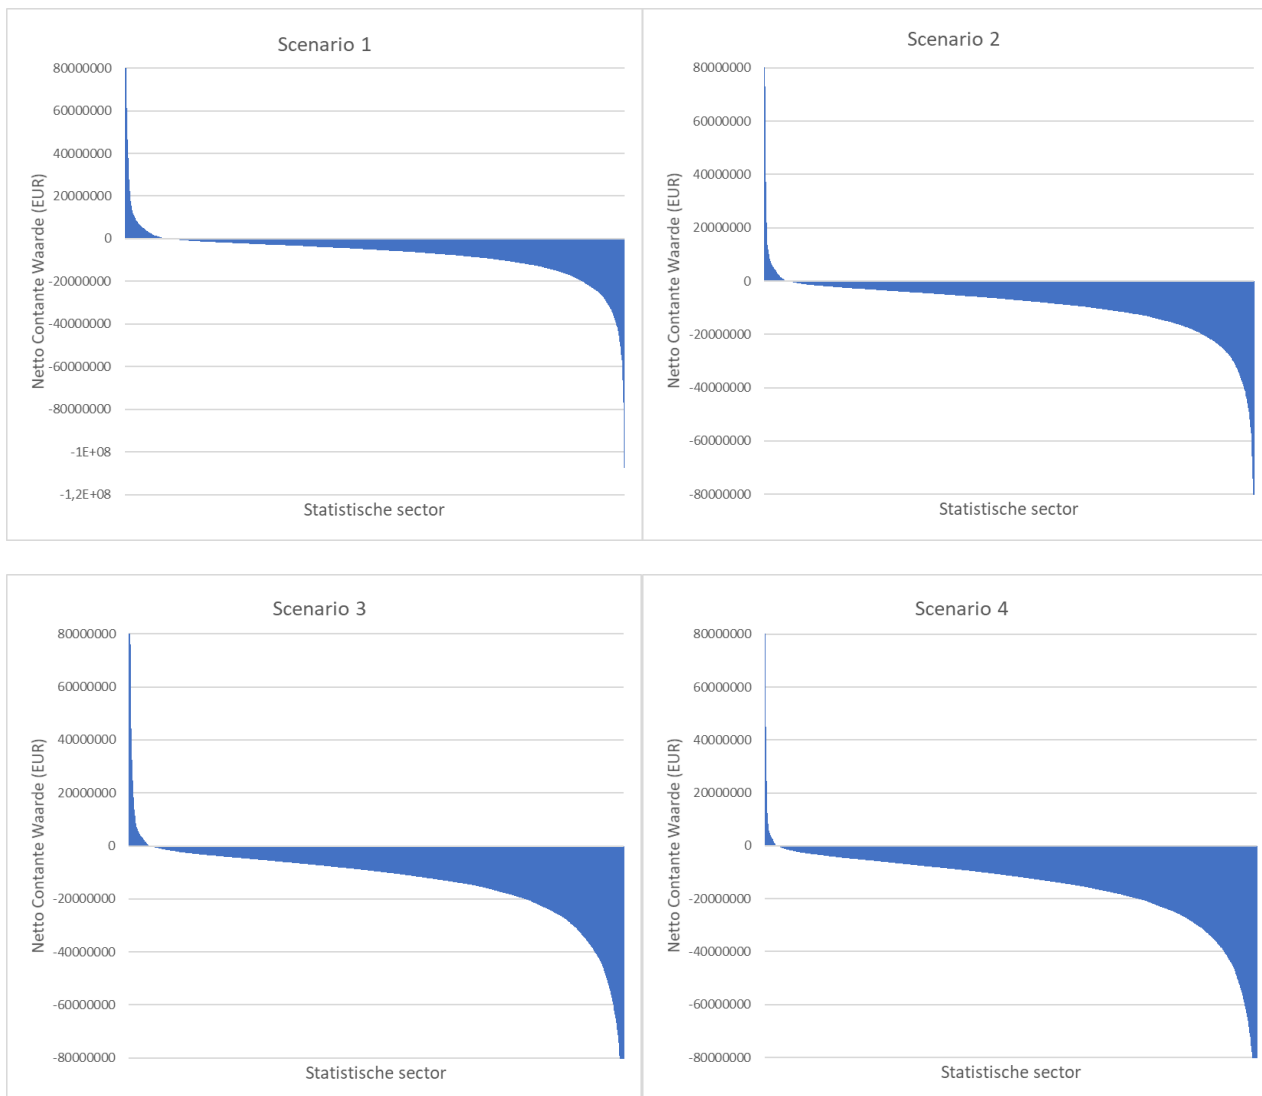 Scenario 1
80000000
60000000
40000000
20000000
0
-20000000
-40000000
-60000000
-80000000
-1E+08
-1,2E+08
Netto Contante Waarde (EUR)
Statistische sector
Scenario 2
80000000
60000000
40000000
20000000
0
-20000000
-40000000
-60000000
-80000000
Netto Contante Waarde (EUR)
Statistische sector
Scenario 3
80000000
60000000
40000000
20000000
0
-20000000
-40000000
-60000000
-80000000
Netto Contante Waarde (EUR)
Statistische sector
Scenario 4
80000000
60000000
40000000
20000000
0
-20000000
-40000000
-60000000
-80000000
Netto Contante Waarde (EUR)
Statistische sector